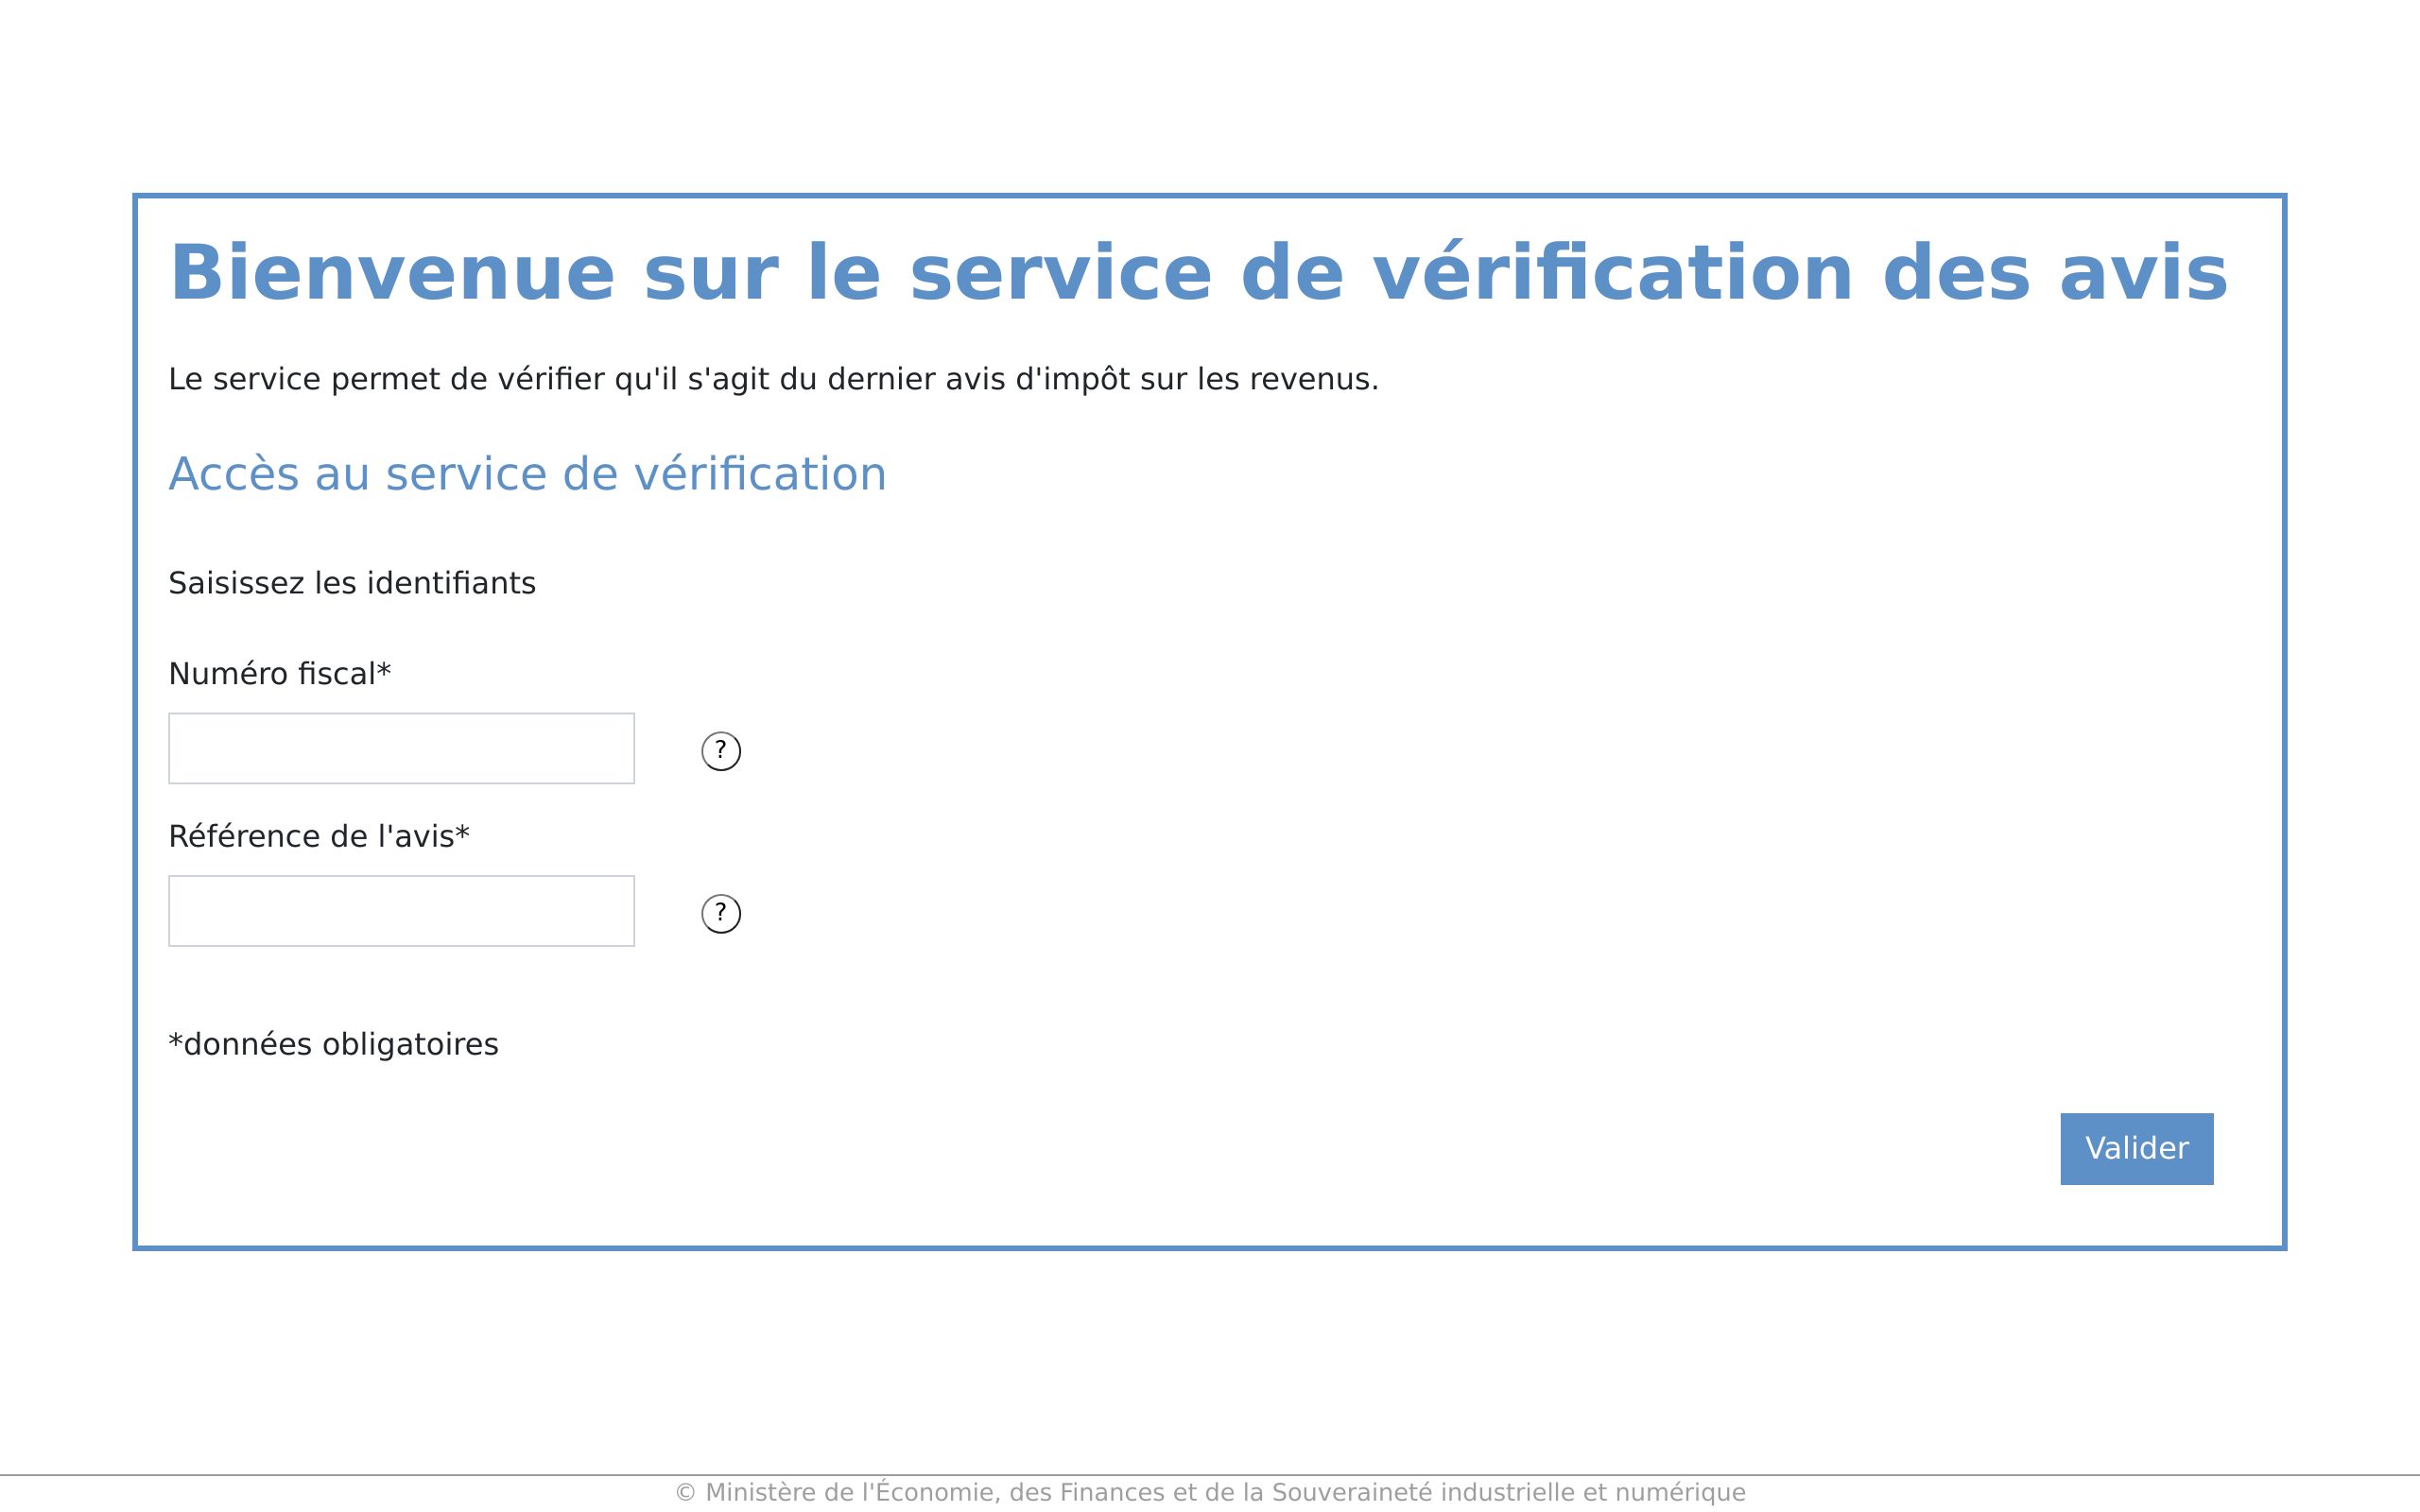 Bienvenue sur le service de vérification des avis
Le service permet de vérifier qu'il s'agit du dernier avis d'impôt sur les revenus.
Accès au service de vérification
Saisissez les identifiants
Numéro fiscal*
?
Référence de l'avis*
?
*données obligatoires
Valider
© Ministère de l'Économie, des Finances et de la Souveraineté industrielle et numérique